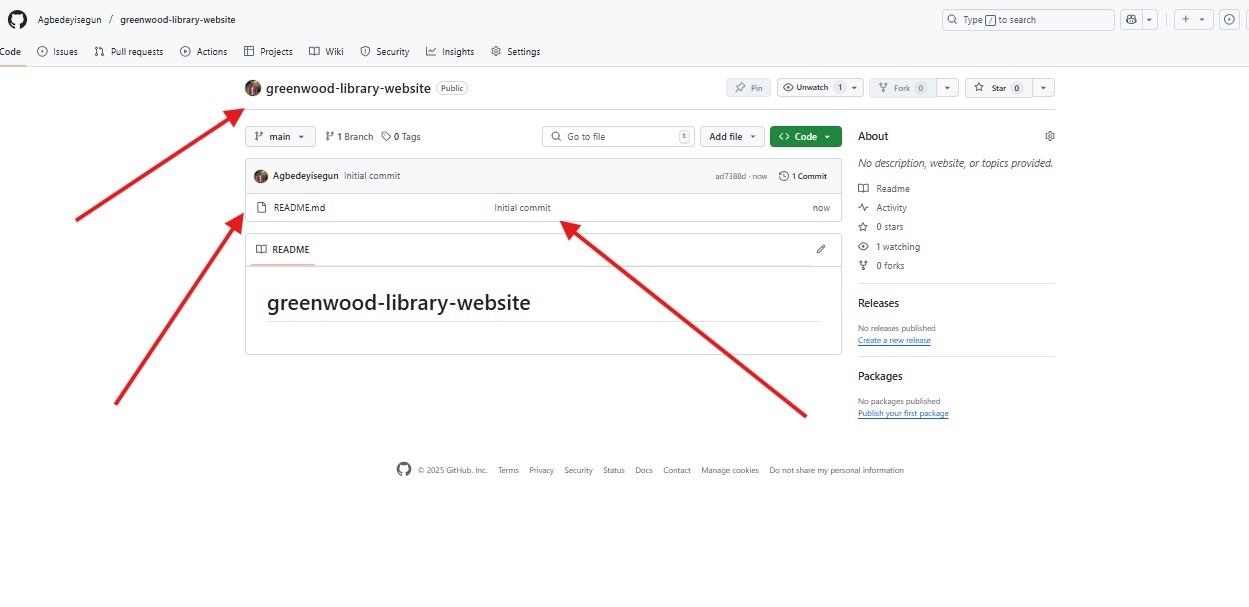 Agbedeyisegun / greenwood-library-website
Type / to search
Code Issues Pull requests Actions Projects Wiki Security Insights Settings
greenwood-library-website Public
Pin Unwatch 1 Fork 0 Star 0
main 1 Branch 0 Tags
Go to file t Add file Code
Agbedeyisegun Initial commit ad7388d · now 1 Commit
README.md Initial commit now
README
greenwood-library-website
About
No description, website, or topics provided.
Readme
Activity
0 stars
1 watching
0 forks
Releases
No releases published
Create a new release
Packages
No packages published
Publish your first package
© 2025 GitHub, Inc. Terms Privacy Security Status Docs Contact Manage cookies Do not share my personal information